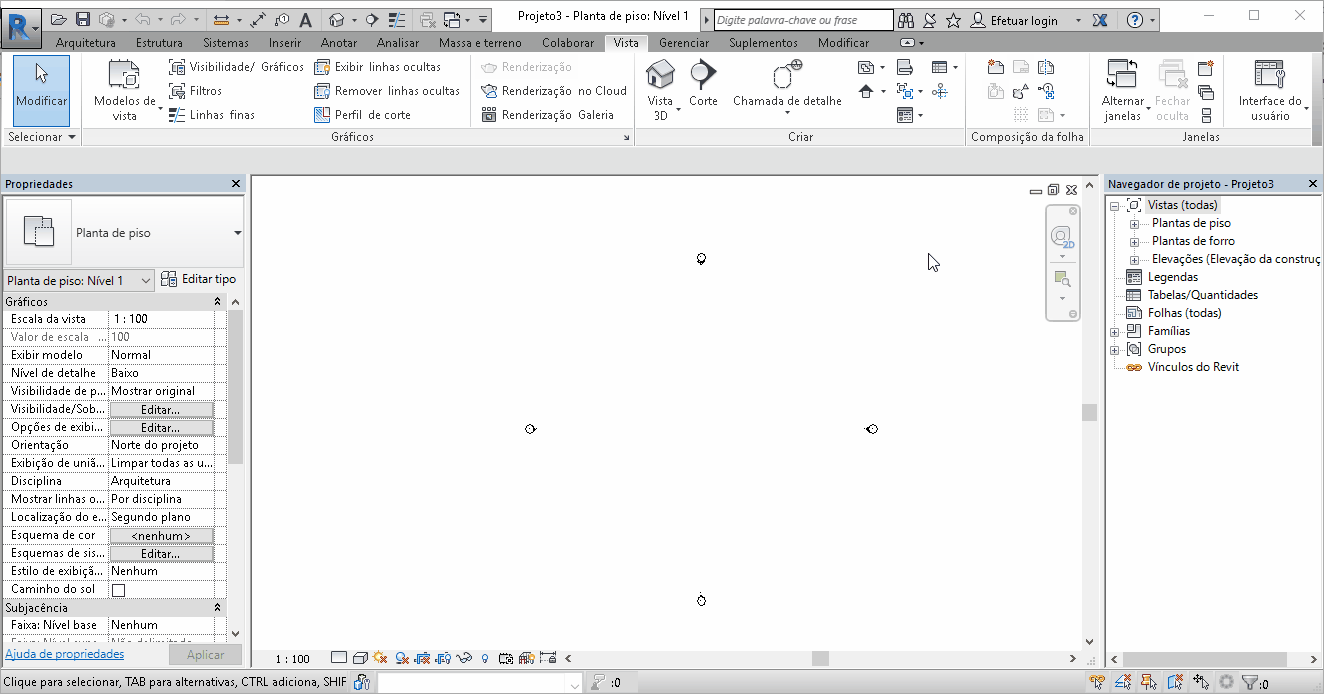 Projeto3 - Planta de piso: Nível 1
Digite palavra-chave ou frase
Efetuar login
Arquitetura Estrutura Sistemas Inserir Anotar Analisar Massa e terreno Colaborar Vista Gerenciar Suplementos Modificar
Modificar
Selecionar
Modelos de vista
Visibilidade/ Gráficos
Filtros
Linhas finas
Exibir linhas ocultas
Remover linhas ocultas
Perfil de corte
Renderização
Renderização no Cloud
Renderização Galeria
Gráficos
Vista 3D
Corte
Chamada de detalhe
Criar
Composição da folha
Alternar janelas
Fechar oculta
Janelas
Interface do usuário
Propriedades
Planta de piso
Planta de piso: Nível 1
Editar tipo
Gráficos
Escala da vista 1 : 100
Valor de escala ... 100
Exibir modelo Normal
Nível de detalhe Baixo
Visibilidade de p... Mostrar original
Visibilidade/Sob... Editar...
Opções de exibi... Editar...
Orientação Norte do projeto
Exibição de uniã... Limpar todas as u...
Disciplina Arquitetura
Mostrar linhas o... Por disciplina
Localização do e... Segundo plano
Esquema de cor <nenhum>
Esquemas de sis... Editar...
Estilo de exibiçã... Nenhum
Caminho do sol
Subjacência
Faixa: Nível base Nenhum
Ajuda de propriedades
Aplicar
2D
1 : 100
Navegador de projeto - Projeto3
Vistas (todas)
Plantas de piso
Plantas de forro
Elevações (Elevação da construç
Legendas
Tabelas/Quantidades
Folhas (todas)
Famílias
Grupos
Vínculos do Revit
Clique para selecionar, TAB para alternativas, CTRL adiciona, SHIF
:0
:0